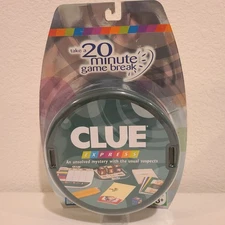 take a
20
minute
game break
CLUE
EXPRESS
An unsolved mystery with the usual suspects